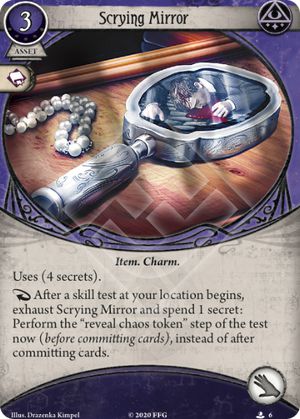 Scrying Mirror
3
ASSET
Item. Charm.
Uses (4 secrets).
After a skill test at your location begins,
exhaust Scrying Mirror and spend 1 secret:
Perform the “reveal chaos token” step of the test
now (before committing cards), instead of after
committing cards.
Illus. Drazenka Kimpel
© 2020 FFG
6